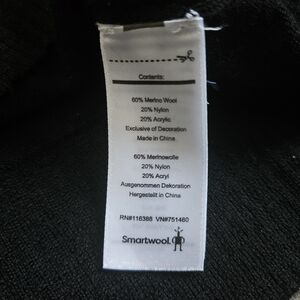 Contents:
60% Merino Wool
20% Nylon
20% Acrylic
Exclusive of Decoration
Made in China
60% Merinowolle
20% Nylon
20% Acryl
Ausgenommen Dekoration
Hergestellt in China
RN#116388 VN#751460
Smartwool